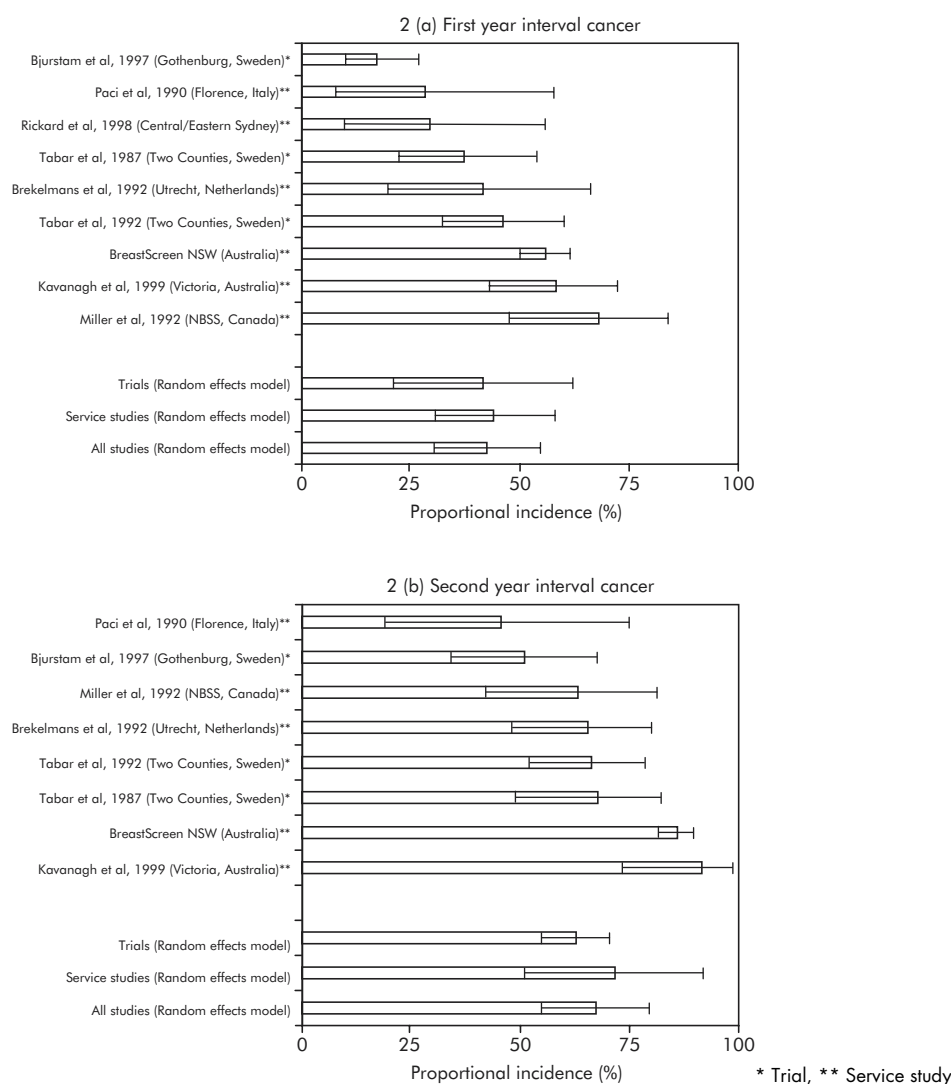 2 (a) First year interval cancer
Bjurstam et al, 1997 (Gothenburg, Sweden)*
Paci et al, 1990 (Florence, Italy)**
Rickard et al, 1998 (Central/Eastern Sydney)**
Tabar et al, 1987 (Two Counties, Sweden)*
Brekelmans et al, 1992 (Utrecht, Netherlands)**
Tabar et al, 1992 (Two Counties, Sweden)*
BreastScreen NSW (Australia)**
Kavanagh et al, 1999 (Victoria, Australia)**
Miller et al, 1992 (NBSS, Canada)**
Trials (Random effects model)
Service studies (Random effects model)
All studies (Random effects model)
0 25 50 75 100
Proportional incidence (%)
2 (b) Second year interval cancer
Paci et al, 1990 (Florence, Italy)**
Bjurstam et al, 1997 (Gothenburg, Sweden)*
Miller et al, 1992 (NBSS, Canada)**
Brekelmans et al, 1992 (Utrecht, Netherlands)**
Tabar et al, 1992 (Two Counties, Sweden)*
Tabar et al, 1987 (Two Counties, Sweden)*
BreastScreen NSW (Australia)**
Kavanagh et al, 1999 (Victoria, Australia)**
Trials (Random effects model)
Service studies (Random effects model)
All studies (Random effects model)
0 25 50 75 100
Proportional incidence (%)
* Trial, ** Service study